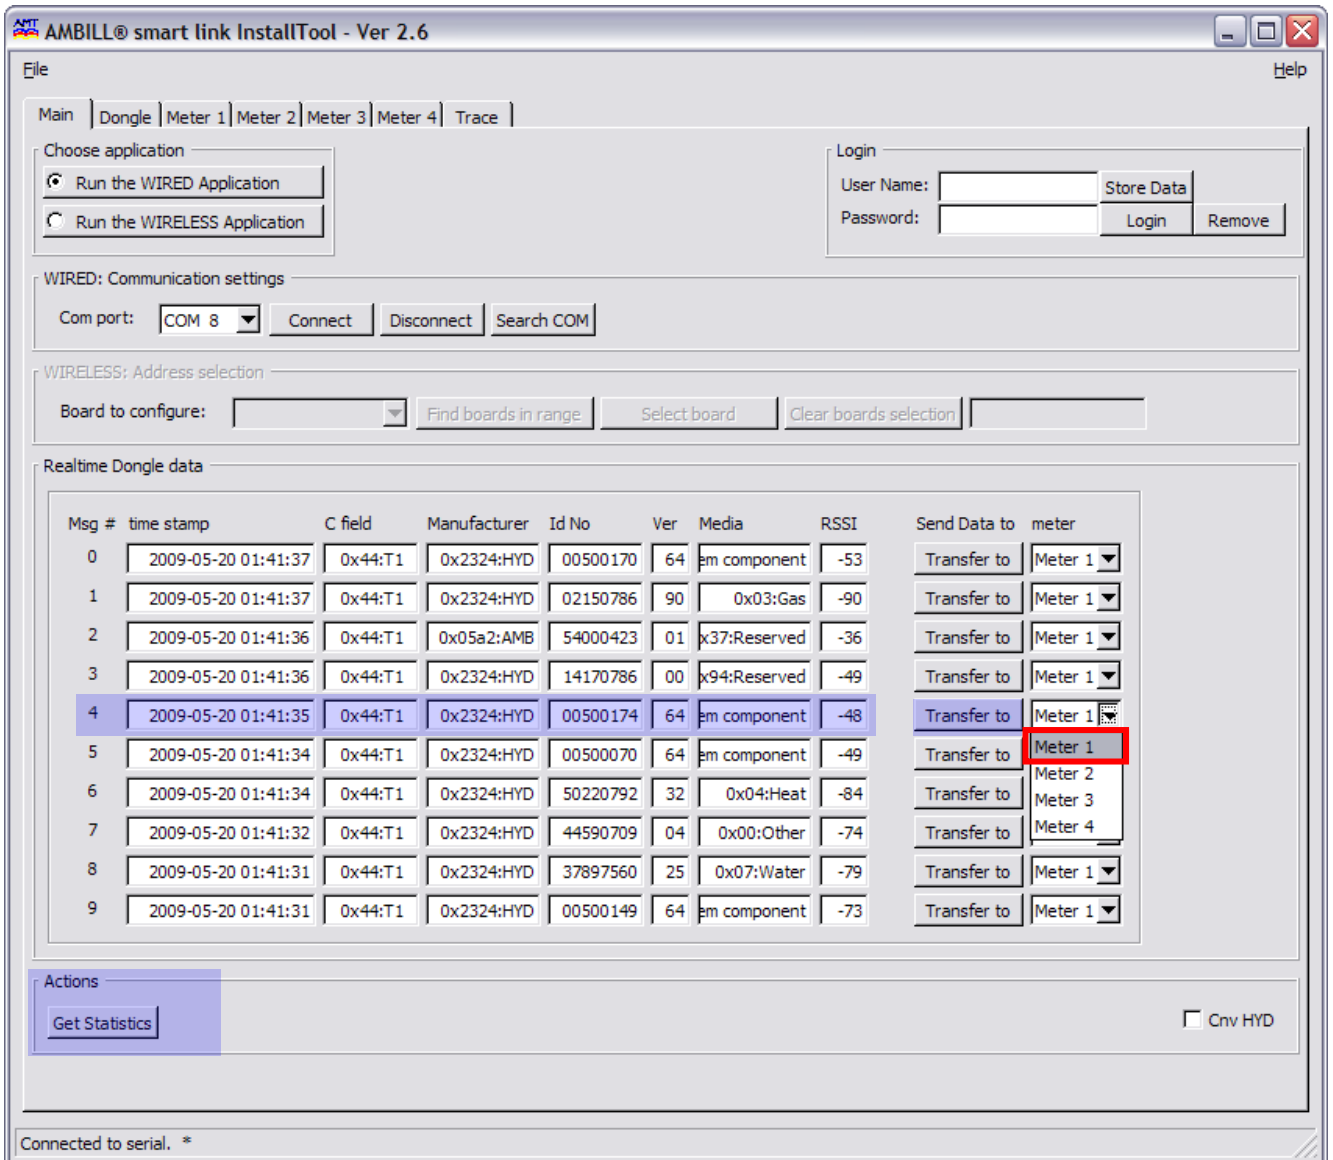 AMT
AMBILL® smart link InstallTool - Ver 2.6
File Help
Main Dongle Meter 1 Meter 2 Meter 3 Meter 4 Trace
Choose application
Run the WIRED Application
Run the WIRELESS Application
Login
User Name: Store Data
Password: Login Remove
WIRED: Communication settings
Com port: COM 8 Connect Disconnect Search COM
WIRELESS: Address selection
Board to configure: Find boards in range Select board Clear boards selection
Realtime Dongle data
Msg # time stamp C field Manufacturer Id No Ver Media RSSI Send Data to meter
0 2009-05-20 01:41:37 0x44:T1 0x2324:HYD 00500170 64 em component -53 Transfer to Meter 1
1 2009-05-20 01:41:37 0x44:T1 0x2324:HYD 02150786 90 0x03:Gas -90 Transfer to Meter 1
2 2009-05-20 01:41:36 0x44:T1 0x05a2:AMB 54000423 01 x37:Reserved -36 Transfer to Meter 1
3 2009-05-20 01:41:36 0x44:T1 0x2324:HYD 14170786 00 x94:Reserved -49 Transfer to Meter 1
4 2009-05-20 01:41:35 0x44:T1 0x2324:HYD 00500174 64 em component -48 Transfer to Meter 1
5 2009-05-20 01:41:34 0x44:T1 0x2324:HYD 00500070 64 em component -49 Transfer to Meter 1
Meter 2
6 2009-05-20 01:41:34 0x44:T1 0x2324:HYD 50220792 32 0x04:Heat -84 Transfer to Meter 3
7 2009-05-20 01:41:32 0x44:T1 0x2324:HYD 44590709 04 0x00:Other -74 Transfer to Meter 4
8 2009-05-20 01:41:31 0x44:T1 0x2324:HYD 37897560 25 0x07:Water -79 Transfer to Meter 1
9 2009-05-20 01:41:31 0x44:T1 0x2324:HYD 00500149 64 em component -73 Transfer to Meter 1
Actions
Get Statistics Cnv HYD
Connected to serial. *